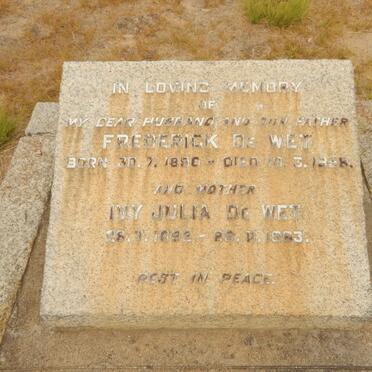 IN LOVING MEMORY
OF
MY DEAR HUSBAND AND OUR FATHER
FREDERICK DE WET
BORN DIED
AND MOTHER
IVY JULIA DE WET
REST IN PEACE